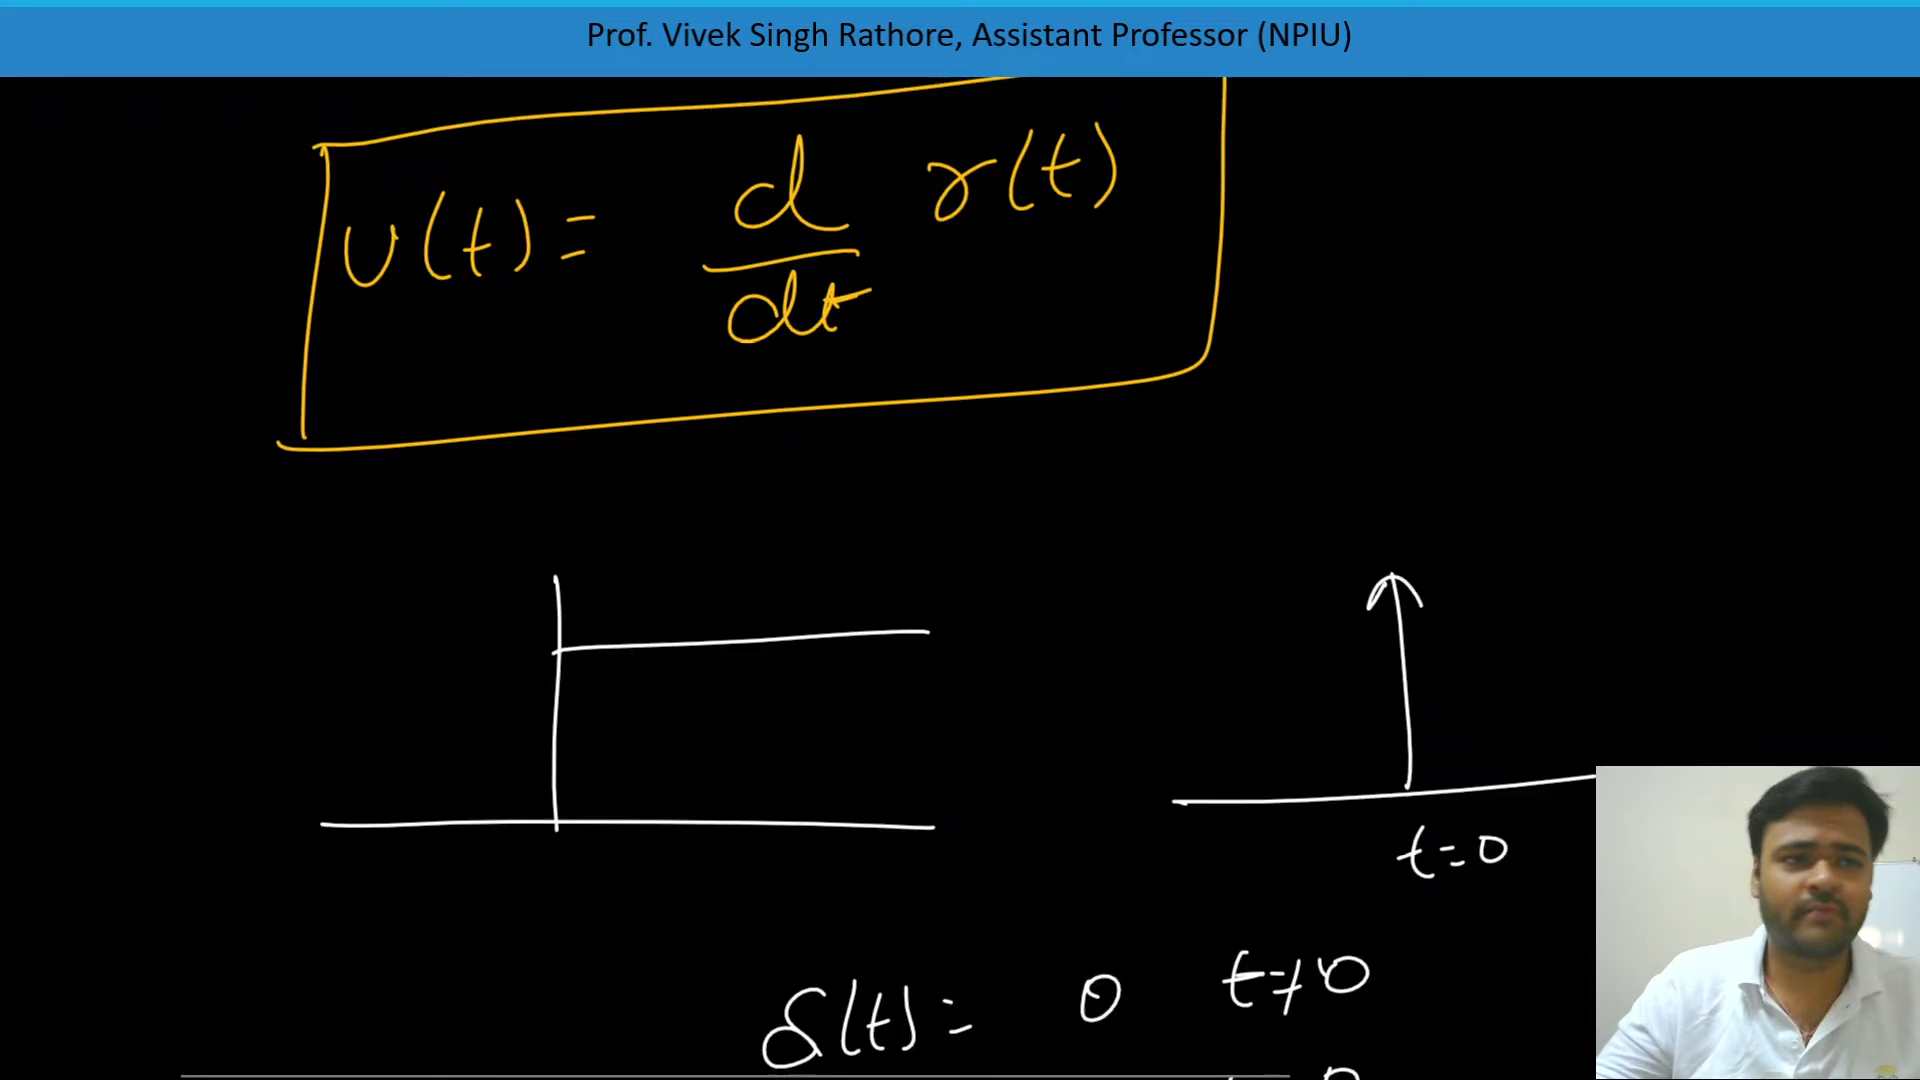 Prof. Vivek Singh Rathore, Assistant Professor (NPIU)
u(t) = d/dt r(t)
t=0
δ(t) = 0 t≠0